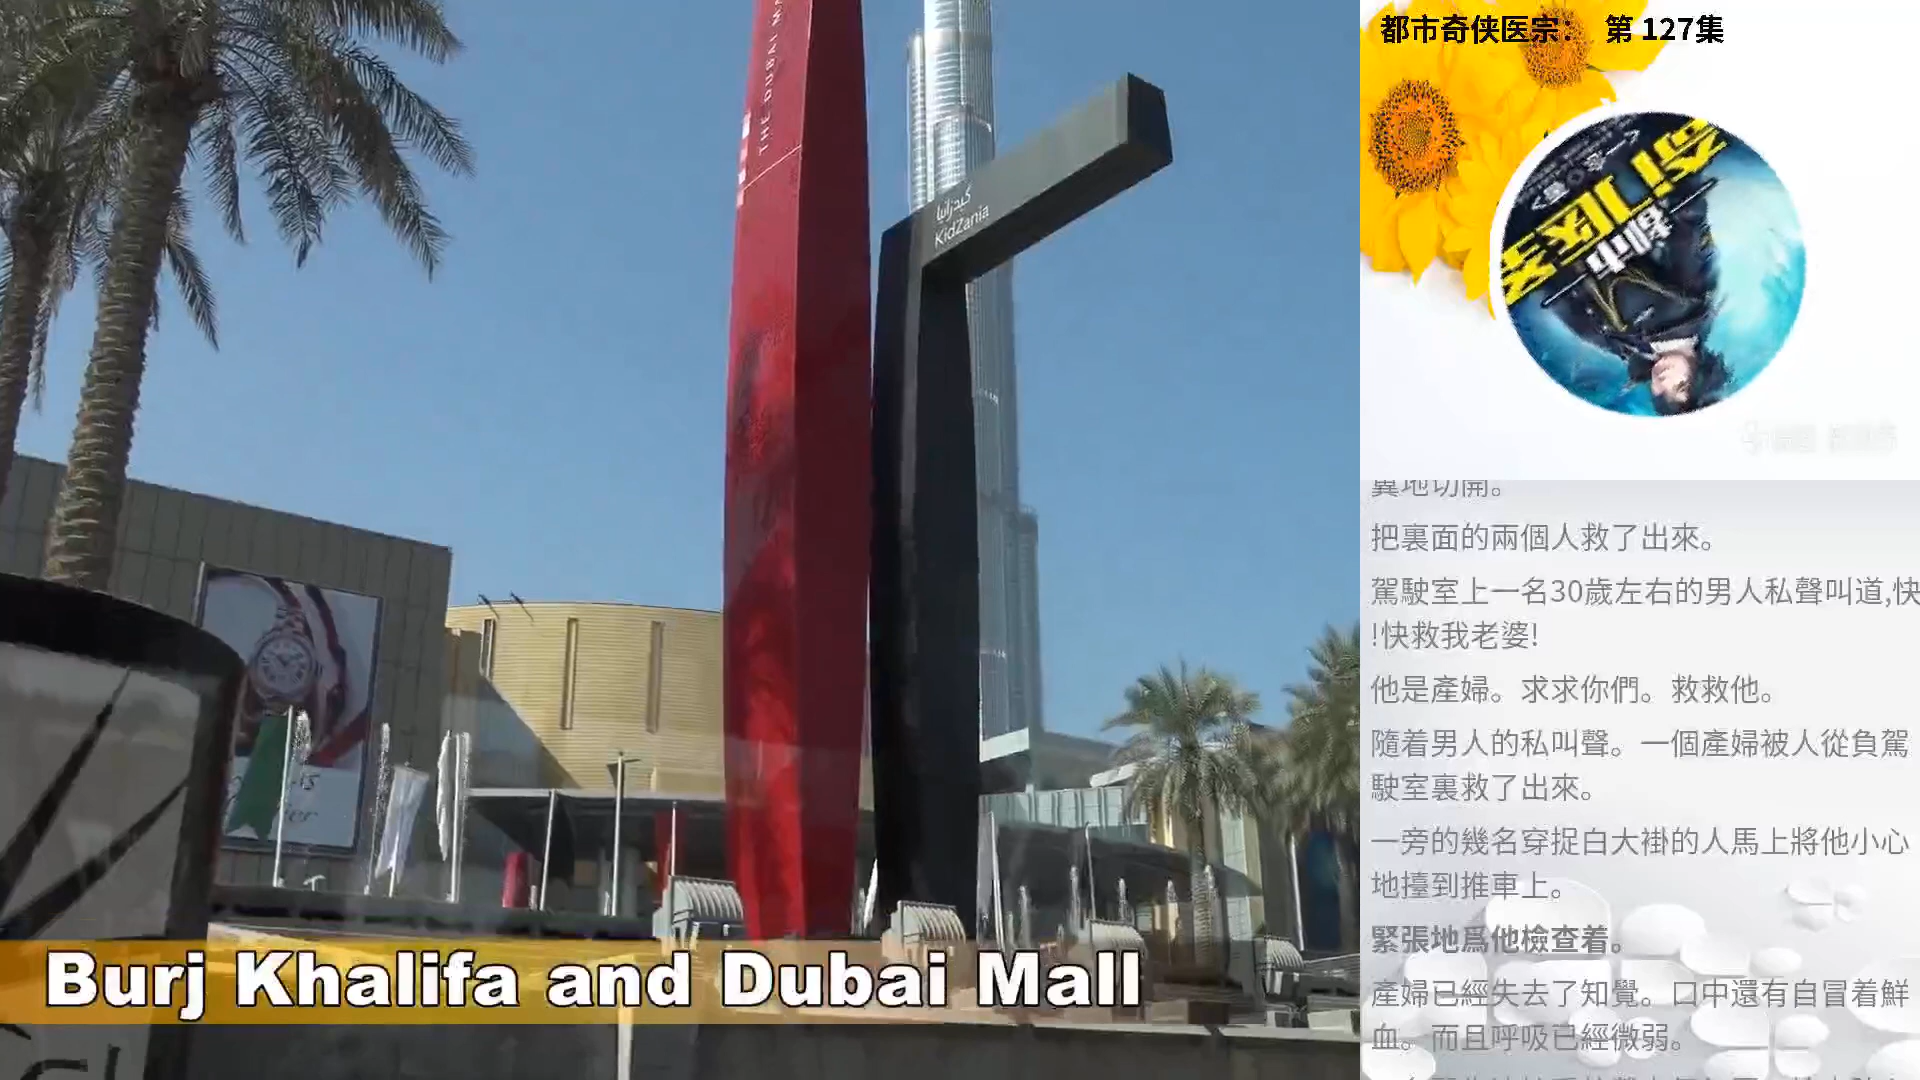 THE DUBAI M
كيدزانيا
KidZania
Burj Khalifa and Dubai Mall
都市奇侠医宗： 第 127集
都市
翼地切開。
把裏面的兩個人救了出來。
駕駛室上一名30歲左右的男人私聲叫道,快
!快救我老婆!
他是產婦。求求你們。救救他。
隨着男人的私叫聲。一個產婦被人從負駕
駛室裏救了出來。
一旁的幾名穿捉白大褂的人馬上將他小心
地擡到推車上。
緊張地爲他檢查着。
產婦已經失去了知覺。口中還有自冒着鮮
血。而且呼吸已經微弱。